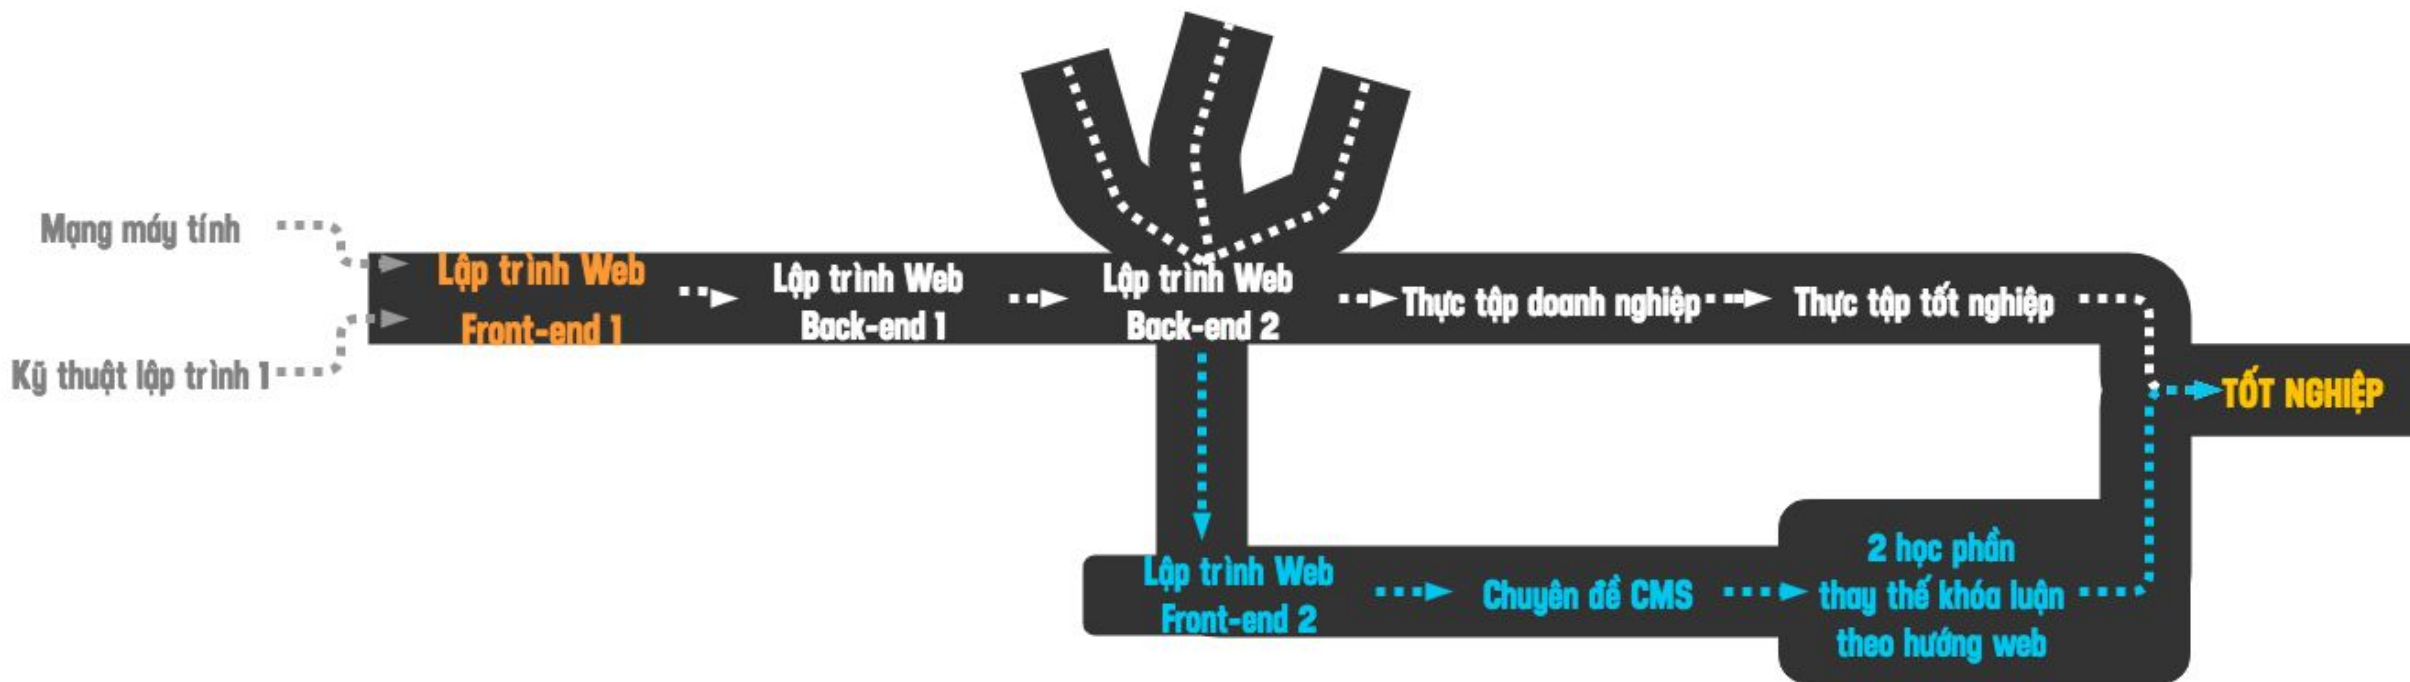 Mạng máy tính
Kỹ thuật lập trình 1
Lập trình Web
Front-end 1
Lập trình Web
Back-end 1
Lập trình Web
Back-end 2
Thực tập doanh nghiệp
Thực tập tốt nghiệp
TỐT NGHIỆP
Lập trình Web
Front-end 2
Chuyên đề CMS
2 học phần
thay thế khóa luận
theo hướng web